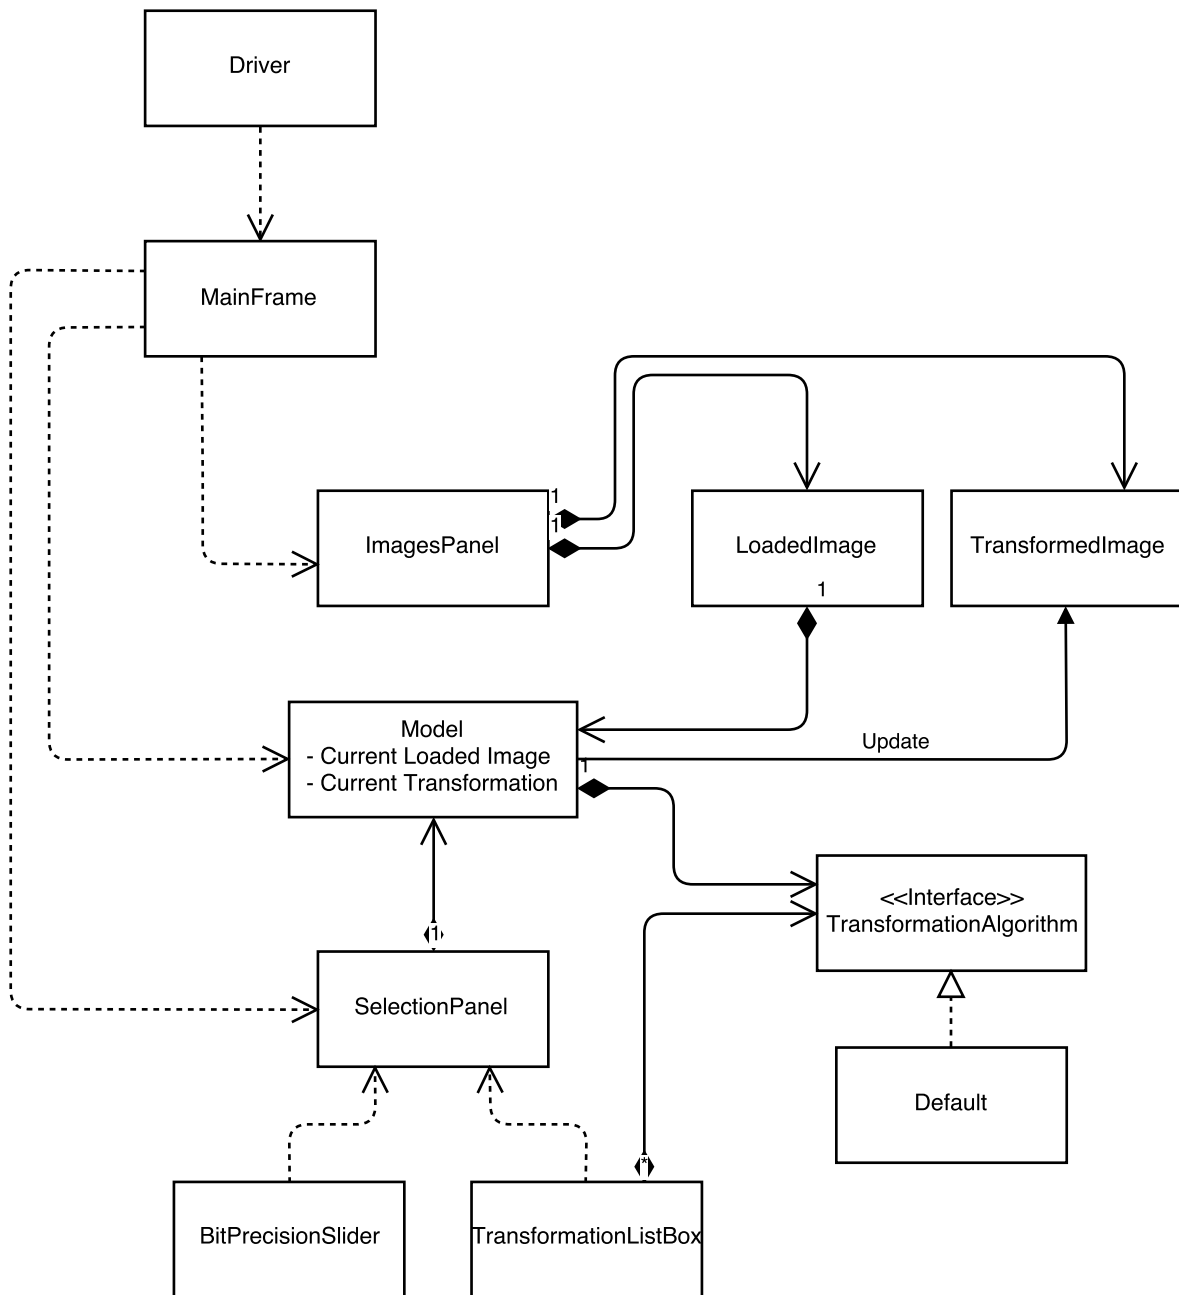 Driver
MainFrame
1
1
ImagesPanel
LoadedImage
1
TransformedImage
Model
- Current Loaded Image
- Current Transformation
Update
1
<<Interface>>
TransformationAlgorithm
1
SelectionPanel
Default
*
BitPrecisionSlider
TransformationListBox